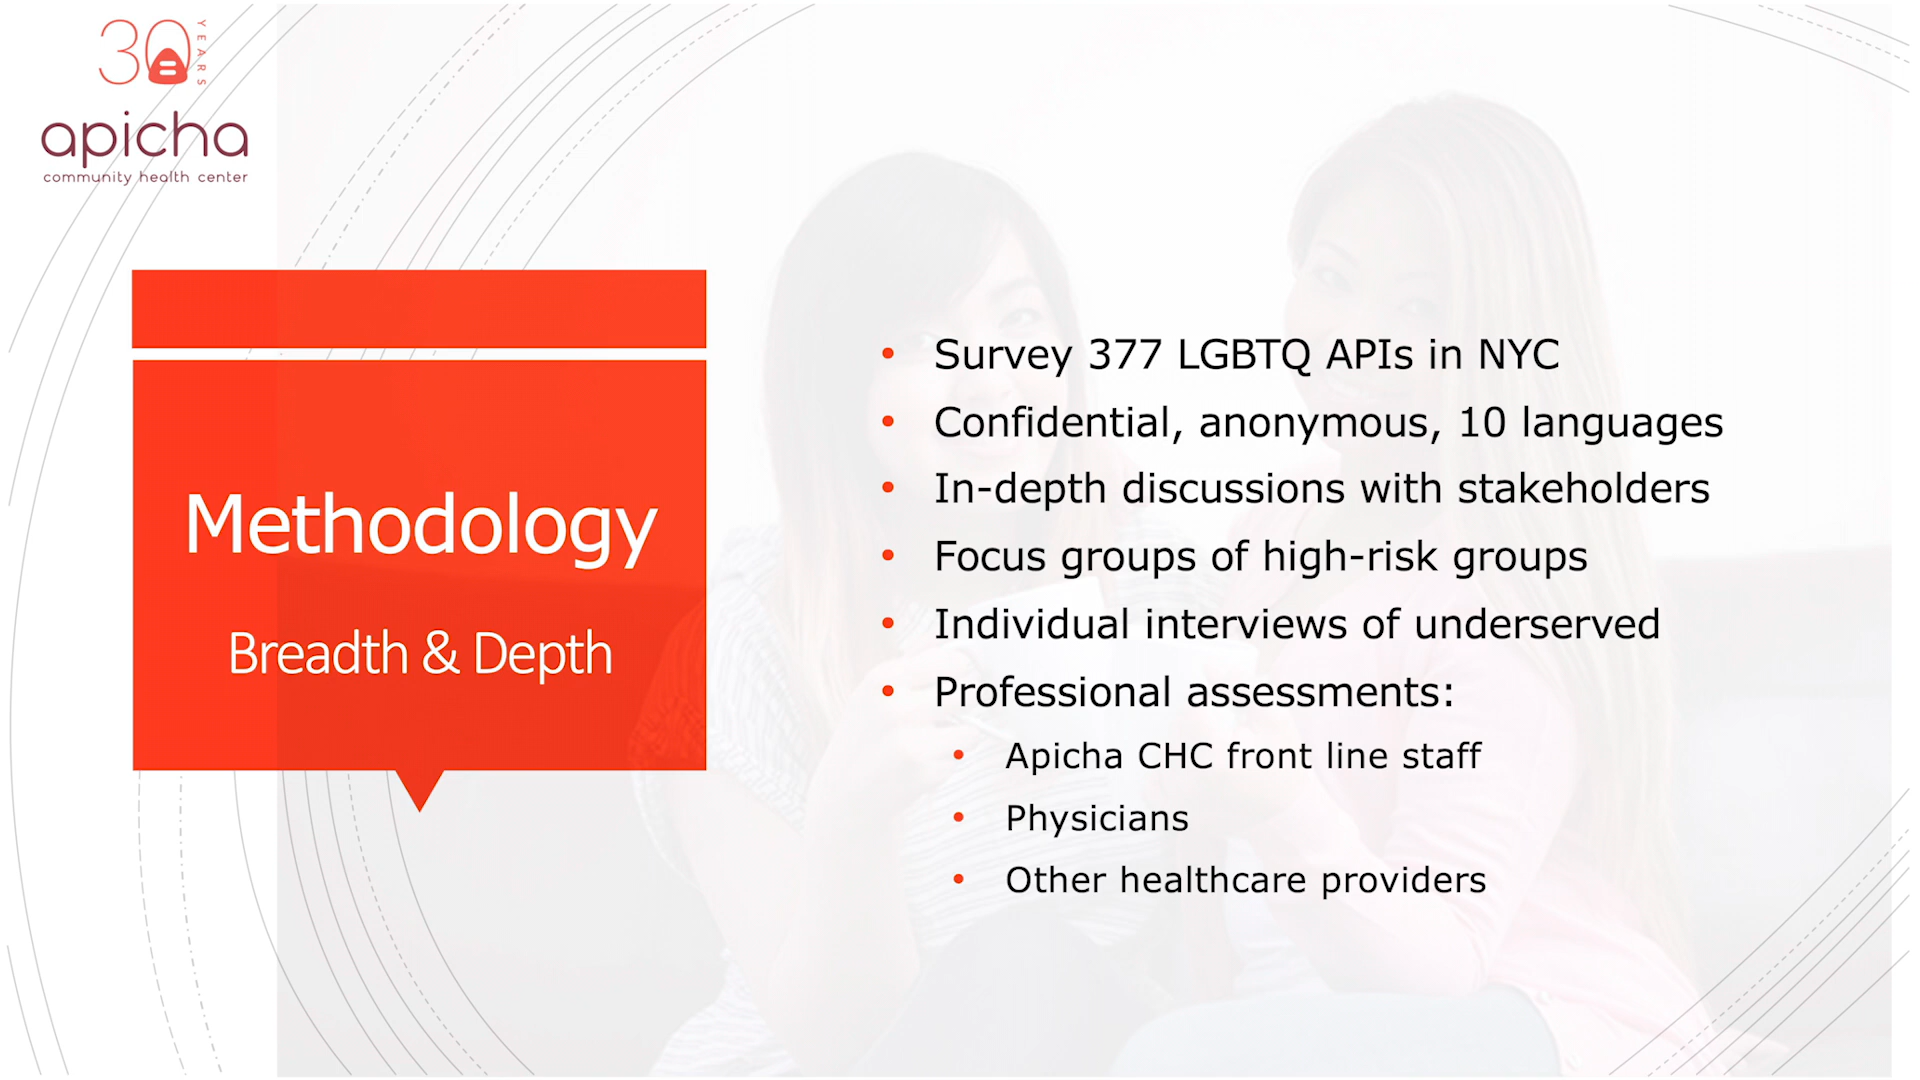 30 YEARS
apicha
community health center
Methodology
Breadth & Depth
• Survey 377 LGBTQ APIs in NYC
• Confidential, anonymous, 10 languages
• In-depth discussions with stakeholders
• Focus groups of high-risk groups
• Individual interviews of underserved
• Professional assessments:
• Apicha CHC front line staff
• Physicians
• Other healthcare providers